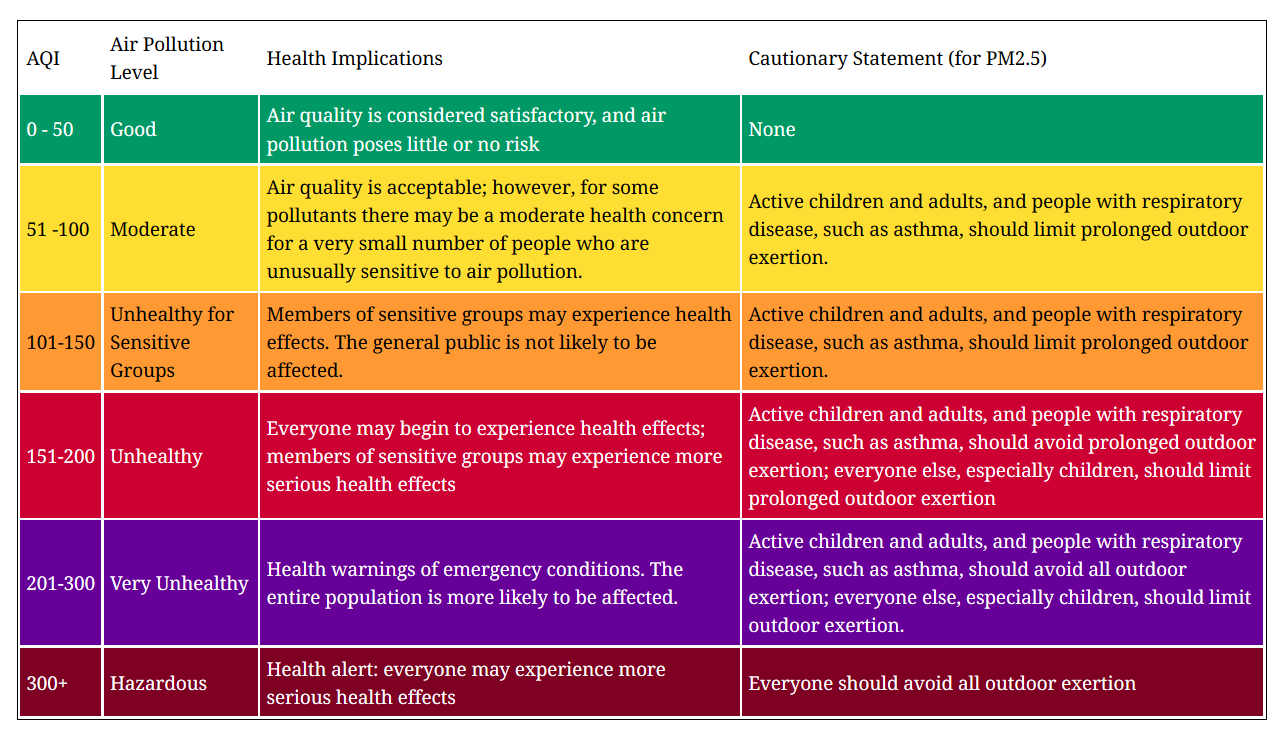 AQI
Air Pollution
Level
Health Implications
Cautionary Statement (for PM2.5)
0 - 50
Good
Air quality is considered satisfactory, and air
pollution poses little or no risk
None
51 -100
Moderate
Air quality is acceptable; however, for some
pollutants there may be a moderate health concern
for a very small number of people who are
unusually sensitive to air pollution.
Active children and adults, and people with respiratory
disease, such as asthma, should limit prolonged outdoor
exertion.
101-150
Unhealthy for
Sensitive
Groups
Members of sensitive groups may experience health
effects. The general public is not likely to be
affected.
Active children and adults, and people with respiratory
disease, such as asthma, should limit prolonged outdoor
exertion.
151-200
Unhealthy
Everyone may begin to experience health effects;
members of sensitive groups may experience more
serious health effects
Active children and adults, and people with respiratory
disease, such as asthma, should avoid prolonged outdoor
exertion; everyone else, especially children, should limit
prolonged outdoor exertion
201-300
Very Unhealthy
Health warnings of emergency conditions. The
entire population is more likely to be affected.
Active children and adults, and people with respiratory
disease, such as asthma, should avoid all outdoor
exertion; everyone else, especially children, should limit
outdoor exertion.
300+
Hazardous
Health alert: everyone may experience more
serious health effects
Everyone should avoid all outdoor exertion